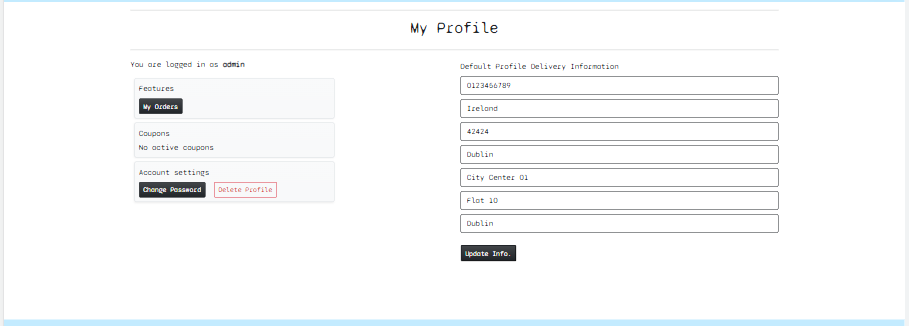 My Profile
You are logged in as admin
Features
My Orders
Coupons
No active coupons
Account settings
Change Password
Delete Profile
Default Profile Delivery Information
0123456789
Ireland
42424
Dublin
City Center 01
Flat 10
Dublin
Update Info.